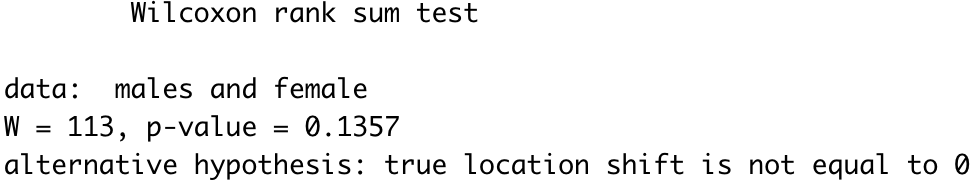 Wilcoxon rank sum test
data:  males and female
W = 113, p-value = 0.1357
alternative hypothesis: true location shift is not equal to 0